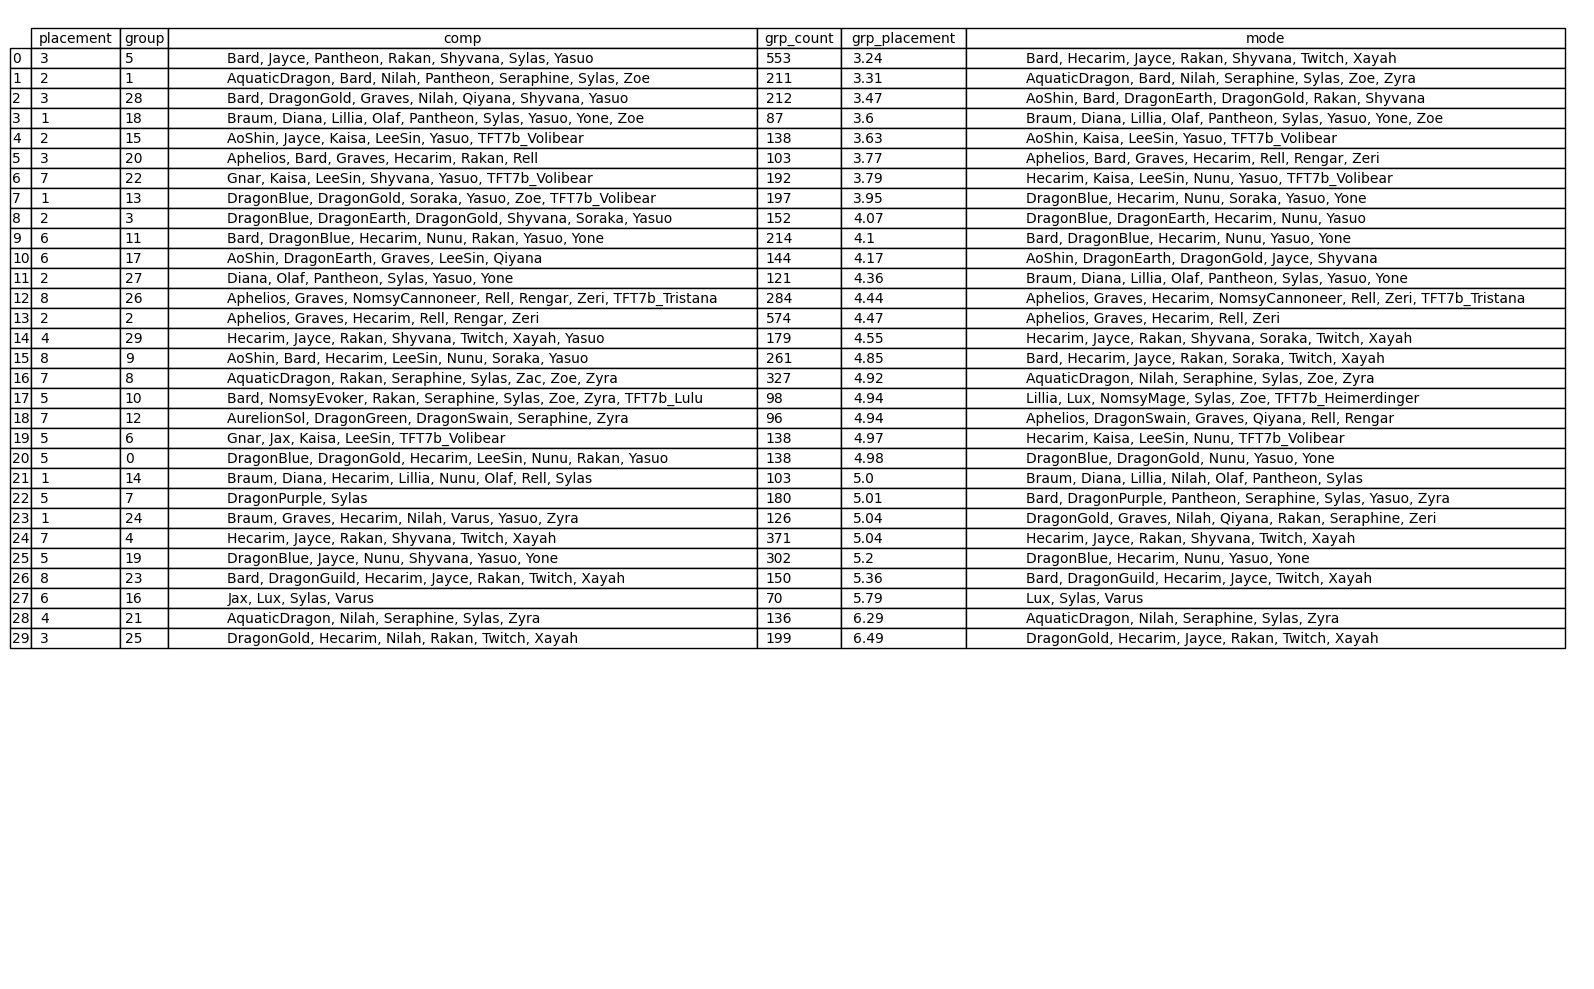 placement group comp grp_count grp_placement mode
0 3 5 Bard, Jayce, Pantheon, Rakan, Shyvana, Sylas, Yasuo 553 3.24 Bard, Hecarim, Jayce, Rakan, Shyvana, Twitch, Xayah
1 2 1 AquaticDragon, Bard, Nilah, Pantheon, Seraphine, Sylas, Zoe 211 3.31 AquaticDragon, Bard, Nilah, Seraphine, Sylas, Zoe, Zyra
2 3 28 Bard, DragonGold, Graves, Nilah, Qiyana, Shyvana, Yasuo 212 3.47 AoShin, Bard, DragonEarth, DragonGold, Rakan, Shyvana
3 1 18 Braum, Diana, Lillia, Olaf, Pantheon, Sylas, Yasuo, Yone, Zoe 87 3.6 Braum, Diana, Lillia, Olaf, Pantheon, Sylas, Yasuo, Yone, Zoe
4 2 15 AoShin, Jayce, Kaisa, LeeSin, Yasuo, TFT7b_Volibear 138 3.63 AoShin, Kaisa, LeeSin, Yasuo, TFT7b_Volibear
5 3 20 Aphelios, Bard, Graves, Hecarim, Rakan, Rell 103 3.77 Aphelios, Bard, Graves, Hecarim, Rell, Rengar, Zeri
6 7 22 Gnar, Kaisa, LeeSin, Shyvana, Yasuo, TFT7b_Volibear 192 3.79 Hecarim, Kaisa, LeeSin, Nunu, Yasuo, TFT7b_Volibear
7 1 13 DragonBlue, DragonGold, Soraka, Yasuo, Zoe, TFT7b_Volibear 197 3.95 DragonBlue, Hecarim, Nunu, Soraka, Yasuo, Yone
8 2 3 DragonBlue, DragonEarth, DragonGold, Shyvana, Soraka, Yasuo 152 4.07 DragonBlue, DragonEarth, Hecarim, Nunu, Yasuo
9 6 11 Bard, DragonBlue, Hecarim, Nunu, Rakan, Yasuo, Yone 214 4.1 Bard, DragonBlue, Hecarim, Nunu, Yasuo, Yone
10 6 17 AoShin, DragonEarth, Graves, LeeSin, Qiyana 144 4.17 AoShin, DragonEarth, DragonGold, Jayce, Shyvana
11 2 27 Diana, Olaf, Pantheon, Sylas, Yasuo, Yone 121 4.36 Braum, Diana, Lillia, Olaf, Pantheon, Sylas, Yasuo, Yone
12 8 26 Aphelios, Graves, NomsyCannoneer, Rell, Rengar, Zeri, TFT7b_Tristana 284 4.44 Aphelios, Graves, Hecarim, NomsyCannoneer, Rell, Zeri, TFT7b_Tristana
13 2 2 Aphelios, Graves, Hecarim, Rell, Rengar, Zeri 574 4.47 Aphelios, Graves, Hecarim, Rell, Zeri
14 4 29 Hecarim, Jayce, Rakan, Shyvana, Twitch, Xayah, Yasuo 179 4.55 Hecarim, Jayce, Rakan, Shyvana, Soraka, Twitch, Xayah
15 8 9 AoShin, Bard, Hecarim, LeeSin, Nunu, Soraka, Yasuo 261 4.85 Bard, Hecarim, Jayce, Rakan, Soraka, Twitch, Xayah
16 7 8 AquaticDragon, Rakan, Seraphine, Sylas, Zac, Zoe, Zyra 327 4.92 AquaticDragon, Nilah, Seraphine, Sylas, Zoe, Zyra
17 5 10 Bard, NomsyEvoker, Rakan, Seraphine, Sylas, Zoe, Zyra, TFT7b_Lulu 98 4.94 Lillia, Lux, NomsyMage, Sylas, Zoe, TFT7b_Heimerdinger
18 7 12 AurelionSol, DragonGreen, DragonSwain, Seraphine, Zyra 96 4.94 Aphelios, DragonSwain, Graves, Qiyana, Rell, Rengar
19 5 6 Gnar, Jax, Kaisa, LeeSin, TFT7b_Volibear 138 4.97 Hecarim, Kaisa, LeeSin, Nunu, TFT7b_Volibear
20 5 0 DragonBlue, DragonGold, Hecarim, LeeSin, Nunu, Rakan, Yasuo 138 4.98 DragonBlue, DragonGold, Nunu, Yasuo, Yone
21 1 14 Braum, Diana, Hecarim, Lillia, Nunu, Olaf, Rell, Sylas 103 5.0 Braum, Diana, Lillia, Nilah, Olaf, Pantheon, Sylas
22 5 7 DragonPurple, Sylas 180 5.01 Bard, DragonPurple, Pantheon, Seraphine, Sylas, Yasuo, Zyra
23 1 24 Braum, Graves, Hecarim, Nilah, Varus, Yasuo, Zyra 126 5.04 DragonGold, Graves, Nilah, Qiyana, Rakan, Seraphine, Zeri
24 7 4 Hecarim, Jayce, Rakan, Shyvana, Twitch, Xayah 371 5.04 Hecarim, Jayce, Rakan, Shyvana, Twitch, Xayah
25 5 19 DragonBlue, Jayce, Nunu, Shyvana, Yasuo, Yone 302 5.2 DragonBlue, Hecarim, Nunu, Yasuo, Yone
26 8 23 Bard, DragonGuild, Hecarim, Jayce, Rakan, Twitch, Xayah 150 5.36 Bard, DragonGuild, Hecarim, Jayce, Twitch, Xayah
27 6 16 Jax, Lux, Sylas, Varus 70 5.79 Lux, Sylas, Varus
28 4 21 AquaticDragon, Nilah, Seraphine, Sylas, Zyra 136 6.29 AquaticDragon, Nilah, Seraphine, Sylas, Zyra
29 3 25 DragonGold, Hecarim, Nilah, Rakan, Twitch, Xayah 199 6.49 DragonGold, Hecarim, Jayce, Rakan, Twitch, Xayah